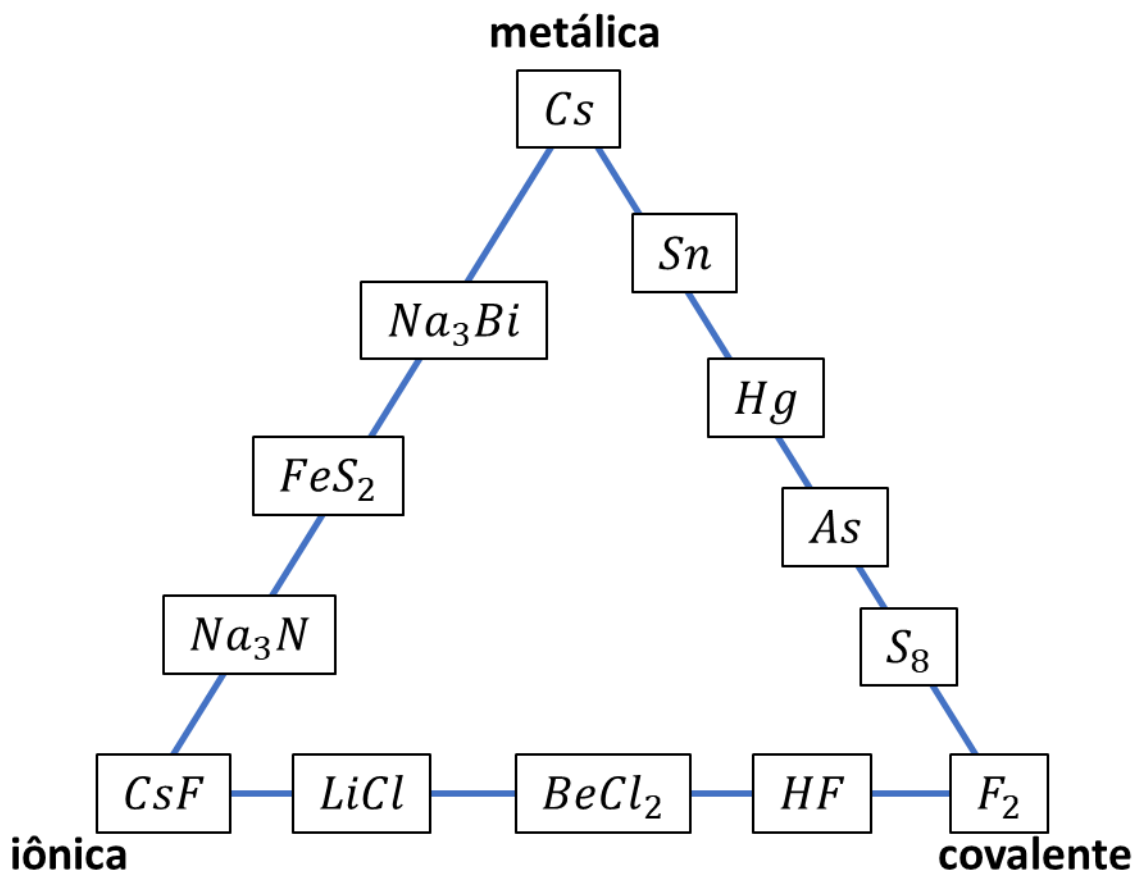 metálica
Cs
Sn
Na₃Bi
Hg
FeS₂
As
Na₃N
S₈
CsF
LiCl
BeCl₂
HF
F₂
iônica
covalente